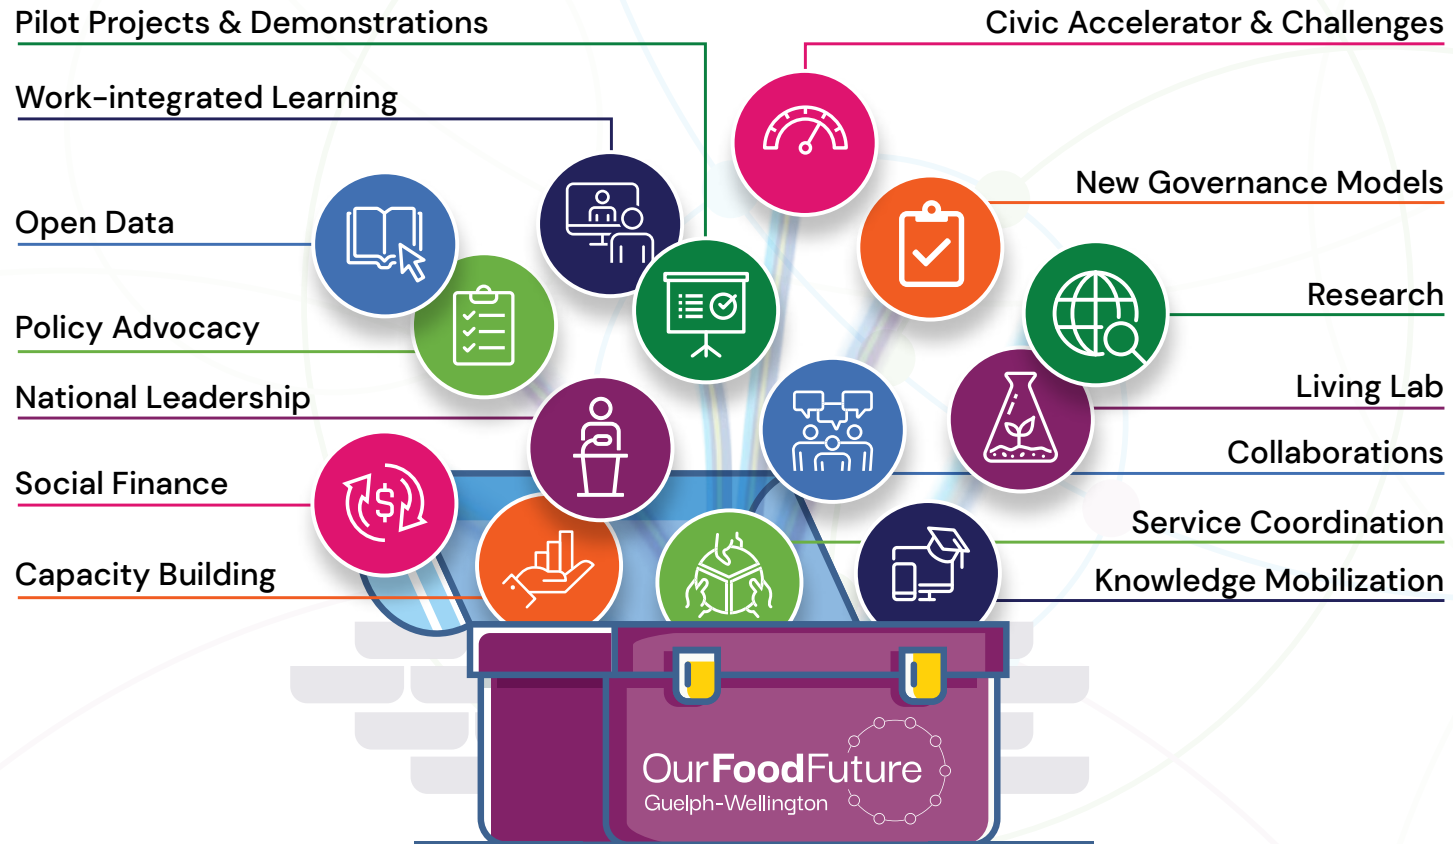 Pilot Projects & Demonstrations
Work-integrated Learning
Open Data
Policy Advocacy
National Leadership
Social Finance
Capacity Building
Civic Accelerator & Challenges
New Governance Models
Research
Living Lab
Collaborations
Service Coordination
Knowledge Mobilization
$
OurFoodFuture
Guelph-Wellington